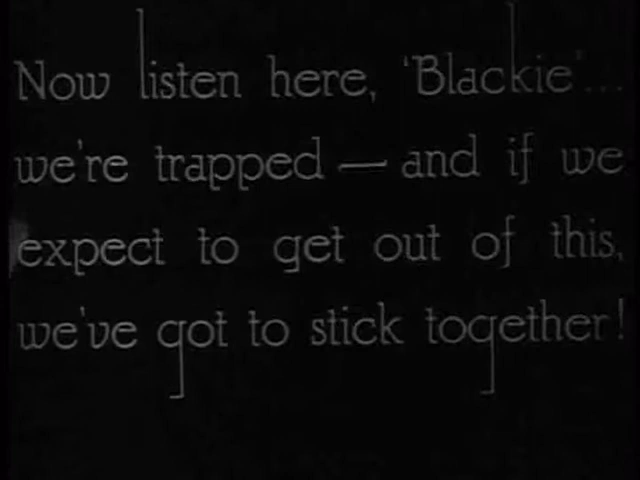 Now listen here, 'Blackie'...
we're trapped — and if we
expect to get out of this,
we've got to stick together!